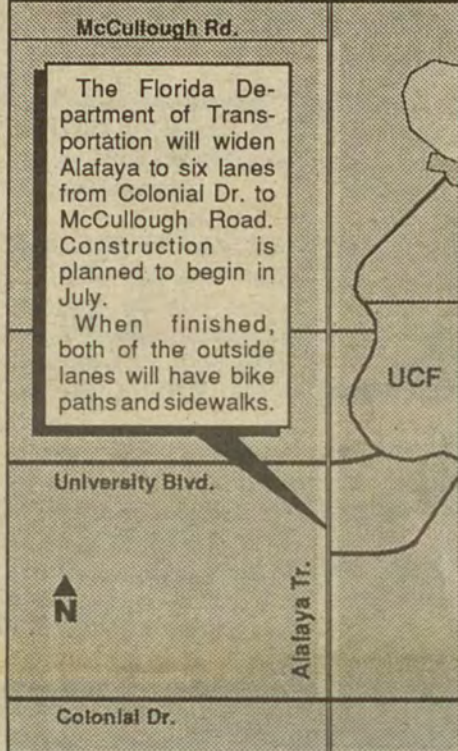 McCullough Rd.
The Florida De-
partment of Trans-
portation will widen
Alafaya to six lanes
from Colonial Dr. to
McCullough Road.
Construction is
planned to begin in
July.
When finished,
both of the outside
lanes will have bike
paths and sidewalks.
UCF
University Blvd.
Alafaya Tr.
N
Colonial Dr.